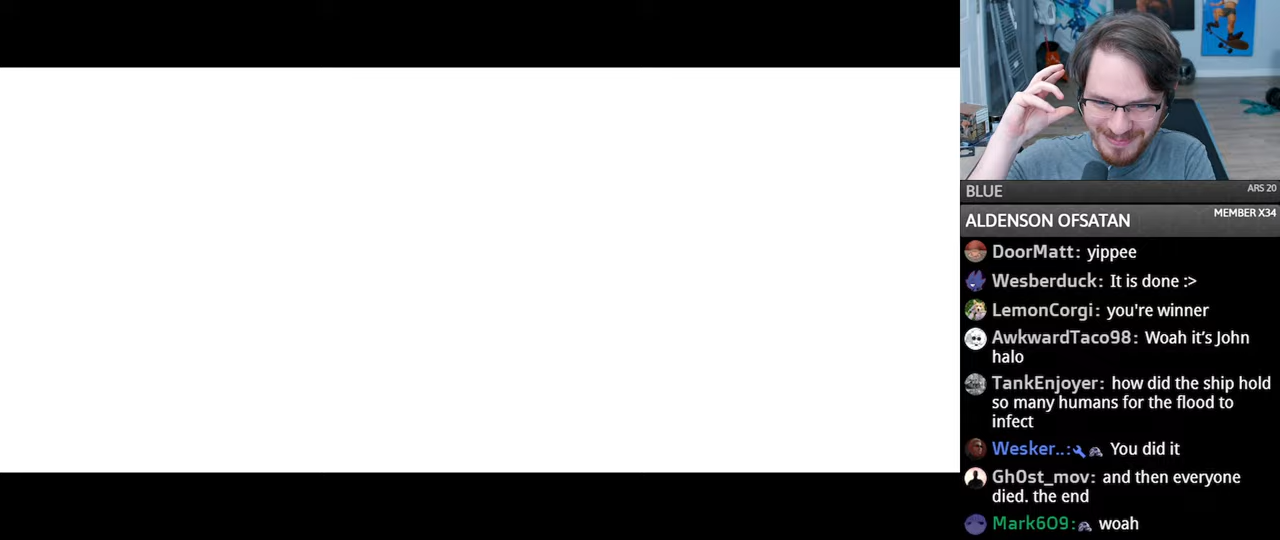 BLUE
ARS 20
ALDENSON OFSATAN
MEMBER X34
DoorMatt: yippee
Wesberduck: It is done :>
LemonCorgi: you're winner
AwkwardTaco98: Woah it’s John
halo
TankEnjoyer: how did the ship hold
so many humans for the flood to
infect
Wesker..: You did it
Gh0st_mov: and then everyone
died. the end
Mark609: woah